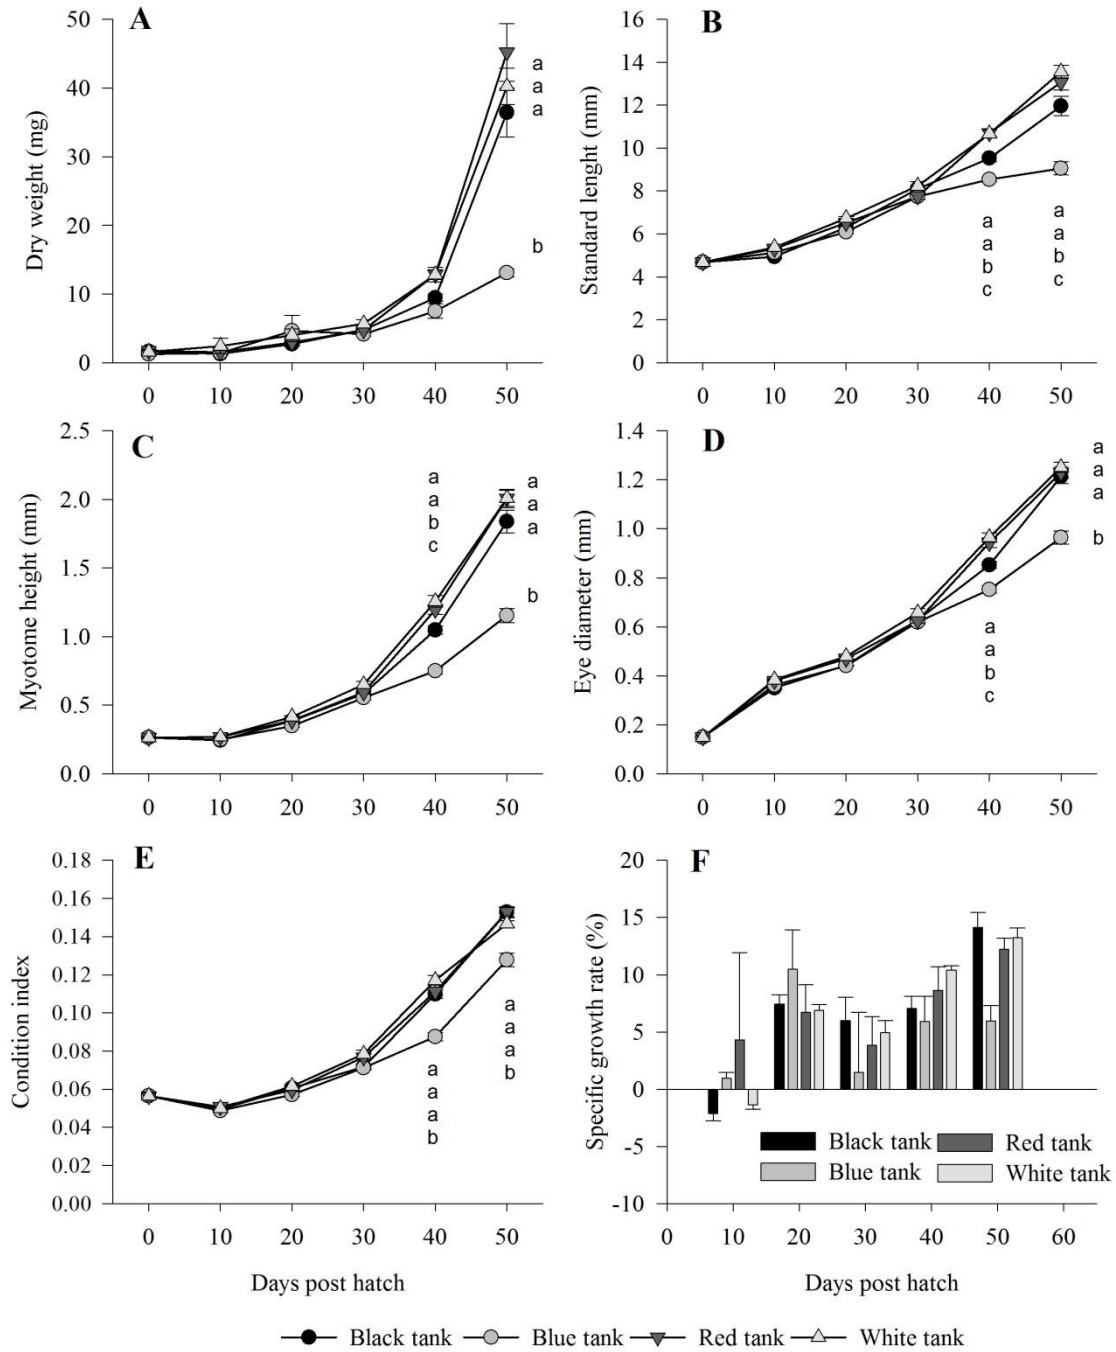 A
Dry weight (mg)
50
40
30
20
10
0
a
a
a
b
0 10 20 30 40 50
B
Standard lenght (mm)
16
14
12
10
8
6
4
2
0
a
a
b
c
a
a
b
c
0 10 20 30 40 50
C
Myotome height (mm)
2.5
2.0
1.5
1.0
0.5
0.0
a
a
b
c
a
a
a
b
0 10 20 30 40 50
D
Eye diameter (mm)
1.4
1.2
1.0
0.8
0.6
0.4
0.2
0.0
a
a
b
c
a
a
a
b
0 10 20 30 40 50
E
Condition index
0.18
0.16
0.14
0.12
0.10
0.08
0.06
0.04
0.02
0.00
a
a
a
b
a
a
a
b
0 10 20 30 40 50
Days post hatch
F
Specific growth rate (%)
20
15
10
5
0
-5
-10
Black tank Red tank
Blue tank White tank
0 10 20 30 40 50 60
Days post hatch
Black tank Blue tank Red tank White tank